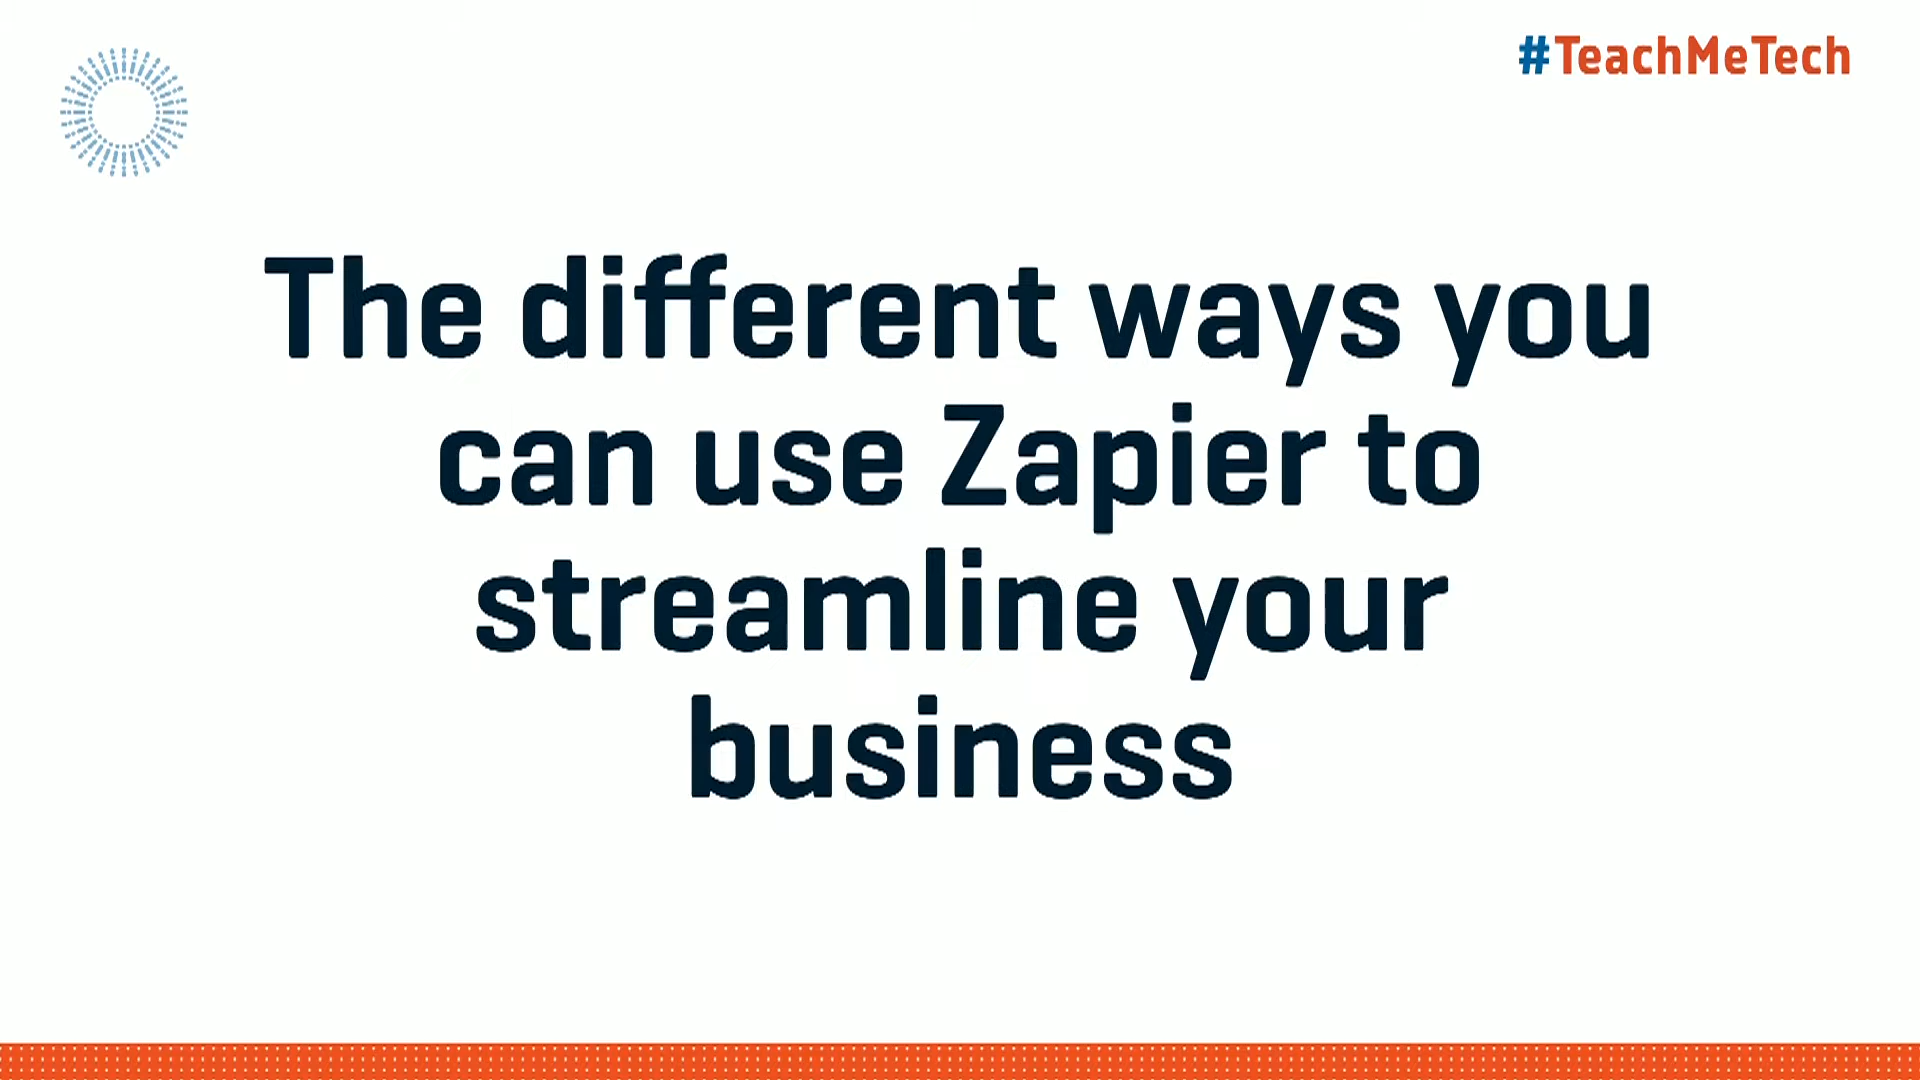 #TeachMeTech
The different ways you
can use Zapier to
streamline your
business